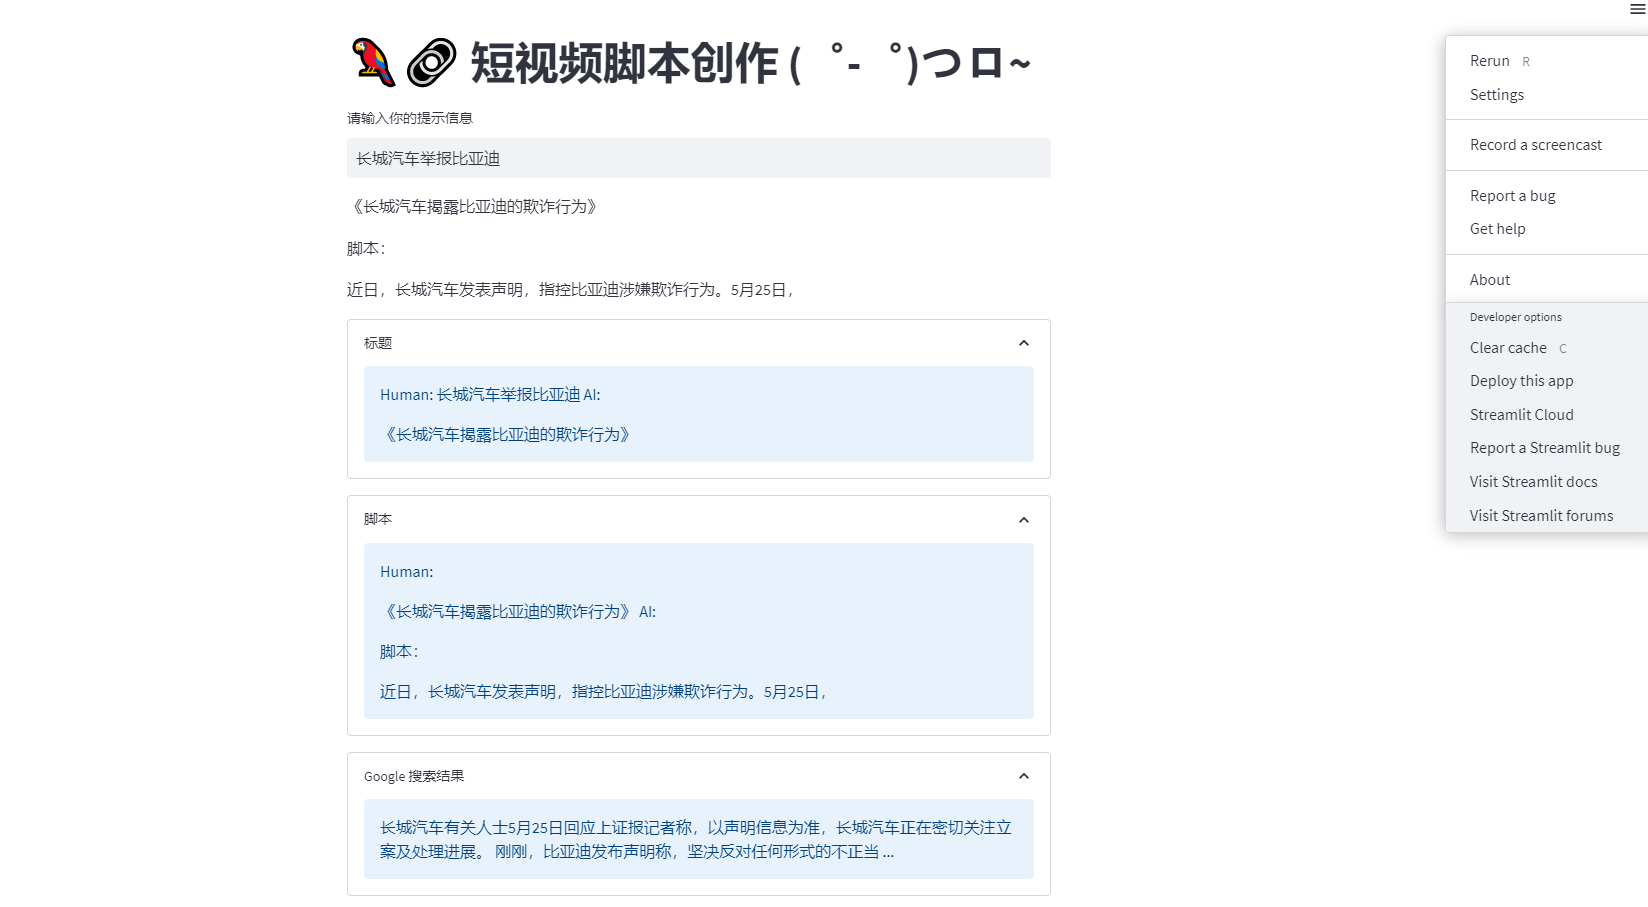 短视频脚本创作 (゜-゜)つロ~
请输入你的提示信息
长城汽车举报比亚迪
《长城汽车揭露比亚迪的欺诈行为》
脚本：
近日，长城汽车发表声明，指控比亚迪涉嫌欺诈行为。5月25日，
标题
Human: 长城汽车举报比亚迪 AI:
《长城汽车揭露比亚迪的欺诈行为》
脚本
Human:
《长城汽车揭露比亚迪的欺诈行为》 AI:
脚本：
近日，长城汽车发表声明，指控比亚迪涉嫌欺诈行为。5月25日，
Google 搜索结果
长城汽车有关人士5月25日回应上证报记者称，以声明信息为准，长城汽车正在密切关注立
案及处理进展。 刚刚，比亚迪发布声明称，坚决反对任何形式的不正当 ...
Rerun R
Settings
Record a screencast
Report a bug
Get help
About
Developer options
Clear cache C
Deploy this app
Streamlit Cloud
Report a Streamlit bug
Visit Streamlit docs
Visit Streamlit forums